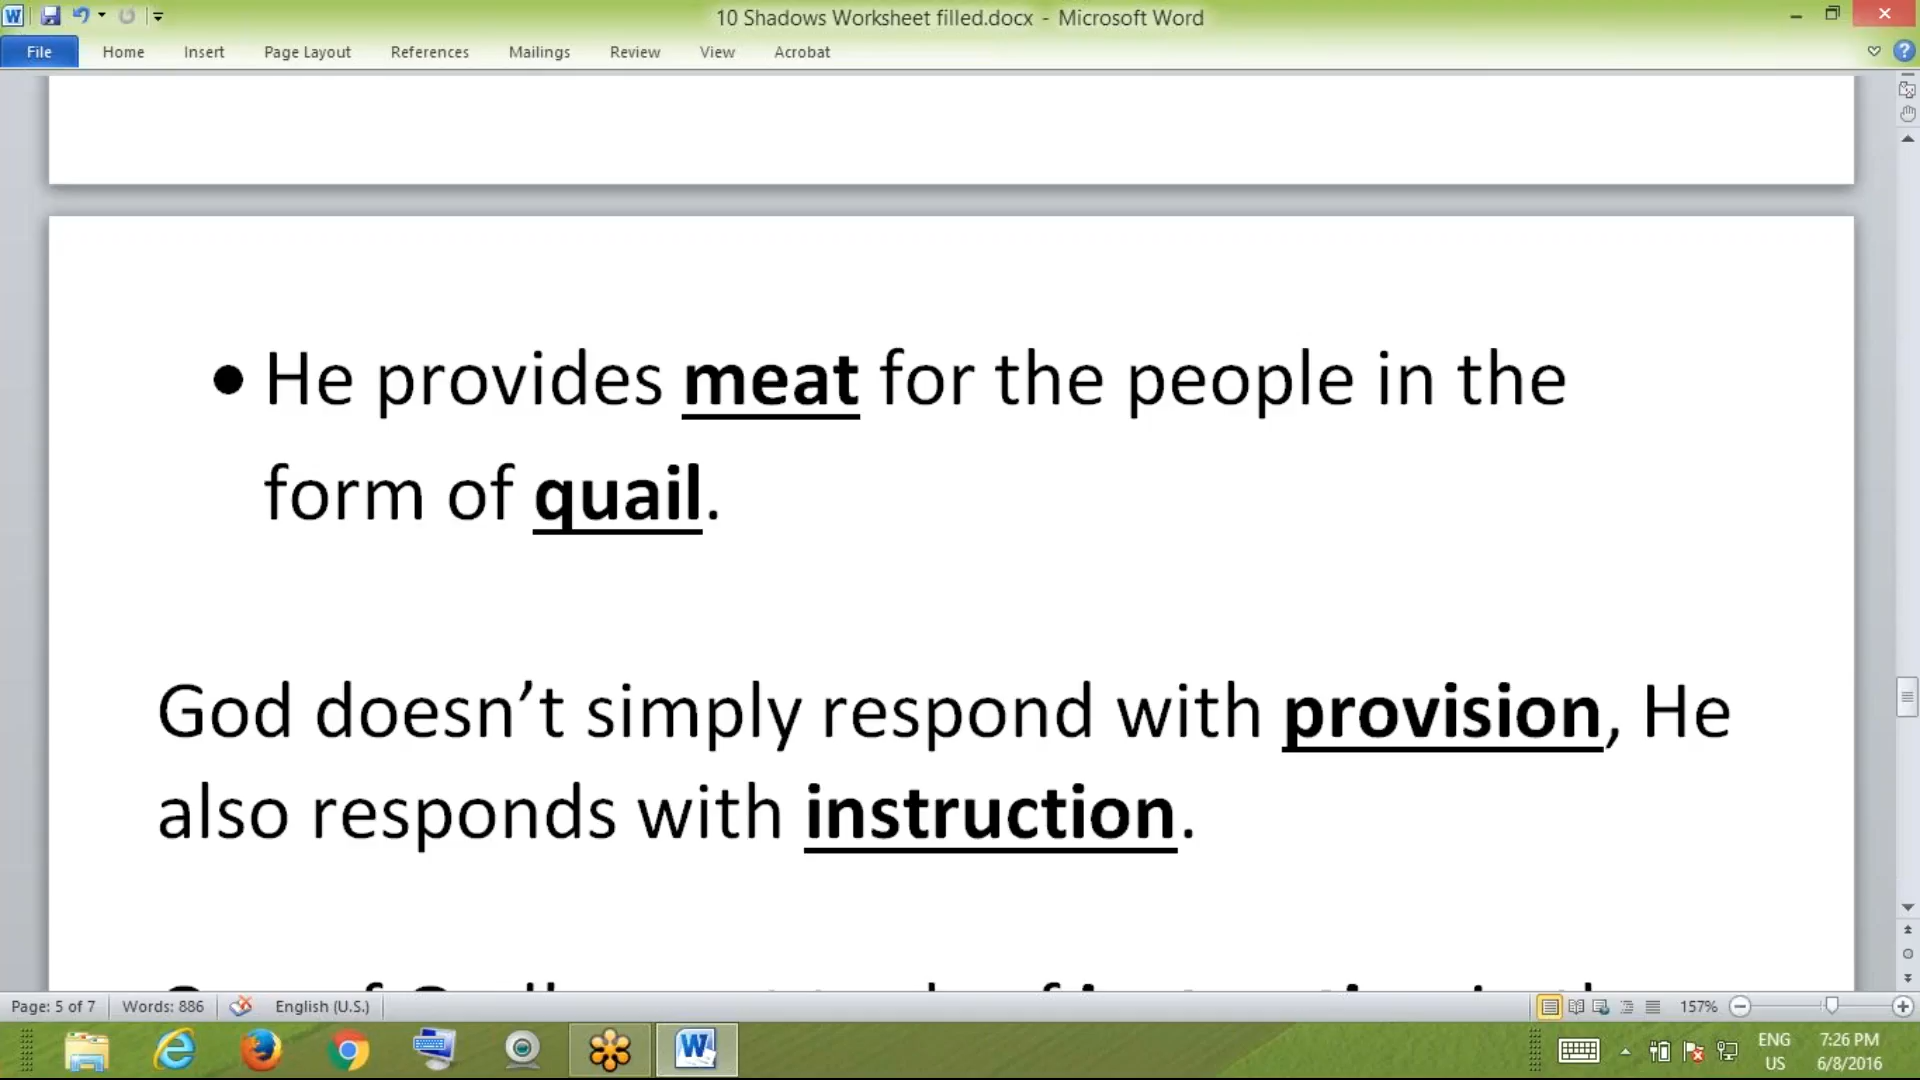 10 Shadows Worksheet filled.docx - Microsoft Word
File Home Insert Page Layout References Mailings Review View Acrobat
• He provides meat for the people in the
form of quail.
God doesn’t simply respond with provision, He
also responds with instruction.
Page: 5 of 7 Words: 886 English (U.S.) 157%
ENG 7:26 PM
US 6/8/2016